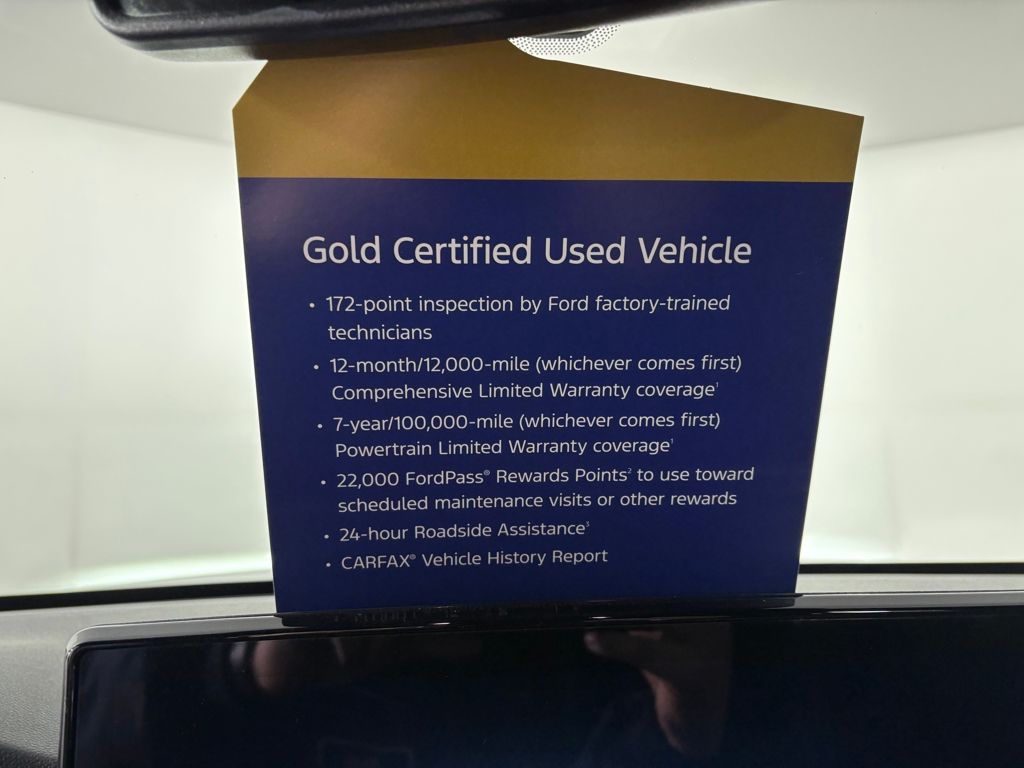 Gold Certified Used Vehicle
• 172-point inspection by Ford factory-trained
technicians
• 12-month/12,000-mile (whichever comes first)
Comprehensive Limited Warranty coverage¹
• 7-year/100,000-mile (whichever comes first)
Powertrain Limited Warranty coverage¹
• 22,000 FordPass® Rewards Points² to use toward
scheduled maintenance visits or other rewards
• 24-hour Roadside Assistance³
• CARFAX® Vehicle History Report